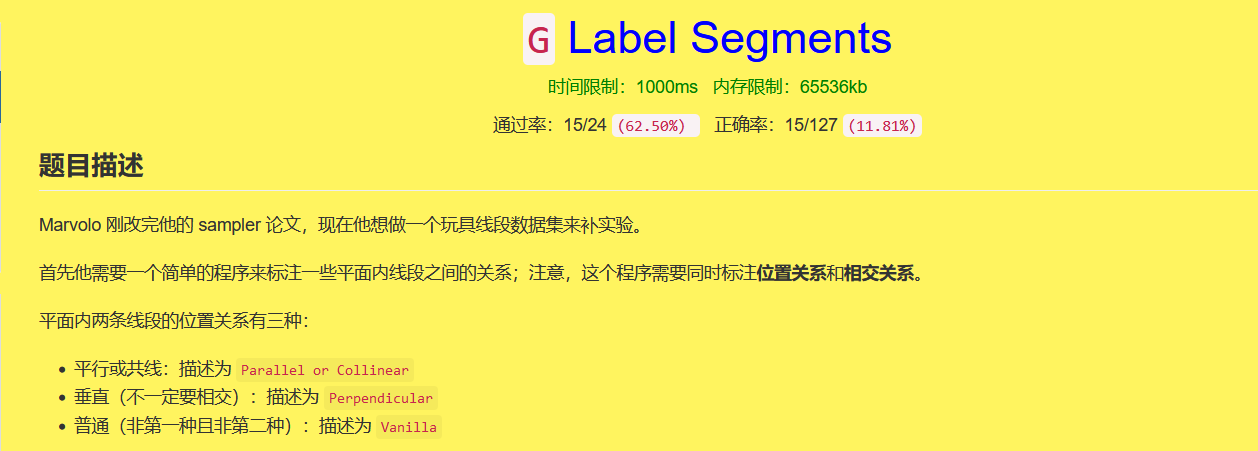 G Label Segments
时间限制：1000ms 内存限制：65536kb
通过率：15/24 (62.50%) 正确率：15/127 (11.81%)
题目描述
Marvolo 刚改完他的 sampler 论文，现在他想做一个玩具线段数据集来补实验。
首先他需要一个简单的程序来标注一些平面内线段之间的关系；注意，这个程序需要同时标注位置关系和相交关系。
平面内两条线段的位置关系有三种：
• 平行或共线：描述为 Parallel or Collinear
• 垂直（不一定要相交）：描述为 Perpendicular
• 普通（非第一种且非第二种）：描述为 Vanilla